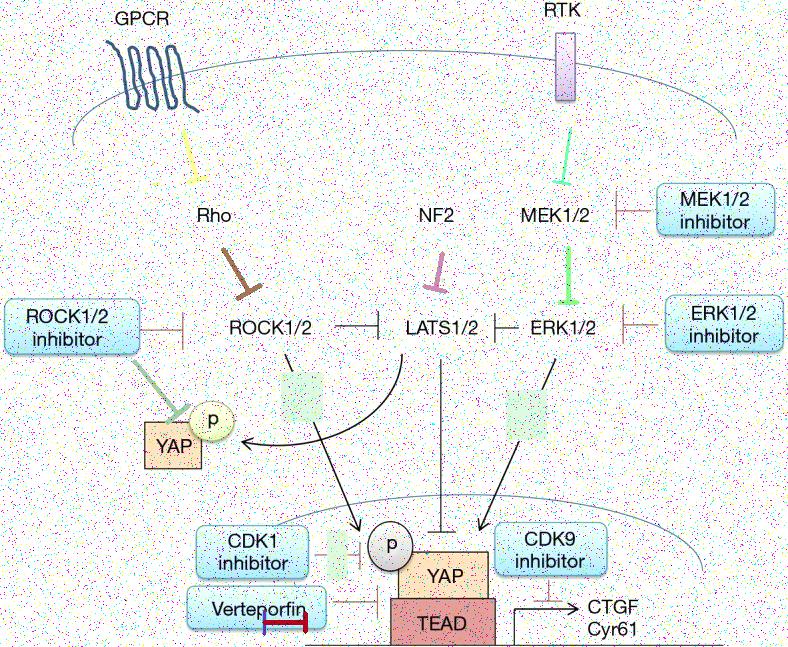 GPCR
RTK
Rho
NF2
MEK1/2
MEK1/2
inhibitor
ROCK1/2
inhibitor
ROCK1/2
LATS1/2
ERK1/2
ERK1/2
inhibitor
p
YAP
CDK1
inhibitor
p
CDK9
inhibitor
YAP
Verteporfin
TEAD
CTGF
Cyr61